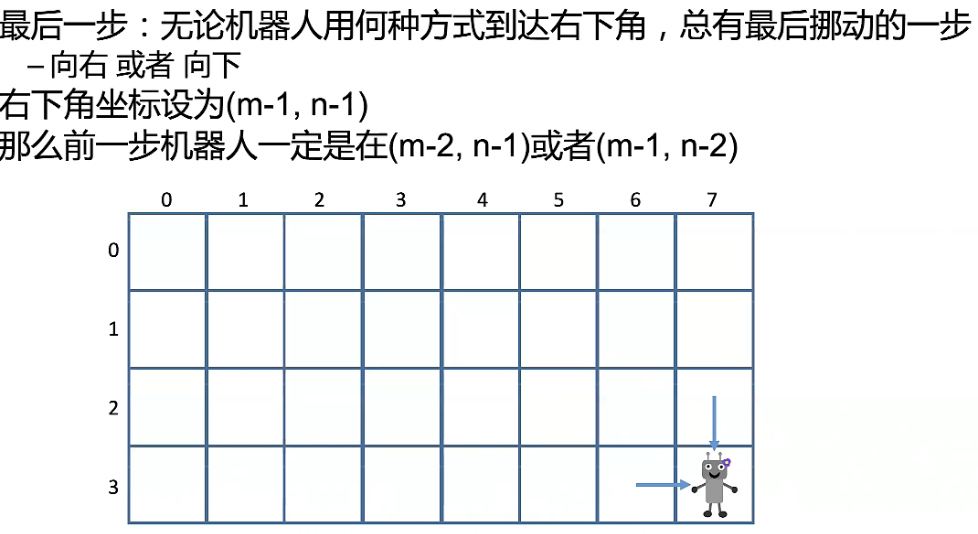 最后一步：无论机器人用何种方式到达右下角，总有最后挪动的一步
– 向右 或者 向下
右下角坐标设为(m-1, n-1)
那么前一步机器人一定是在(m-2, n-1)或者(m-1, n-2)
0 1 2 3 4 5 6 7
0
1
2
3